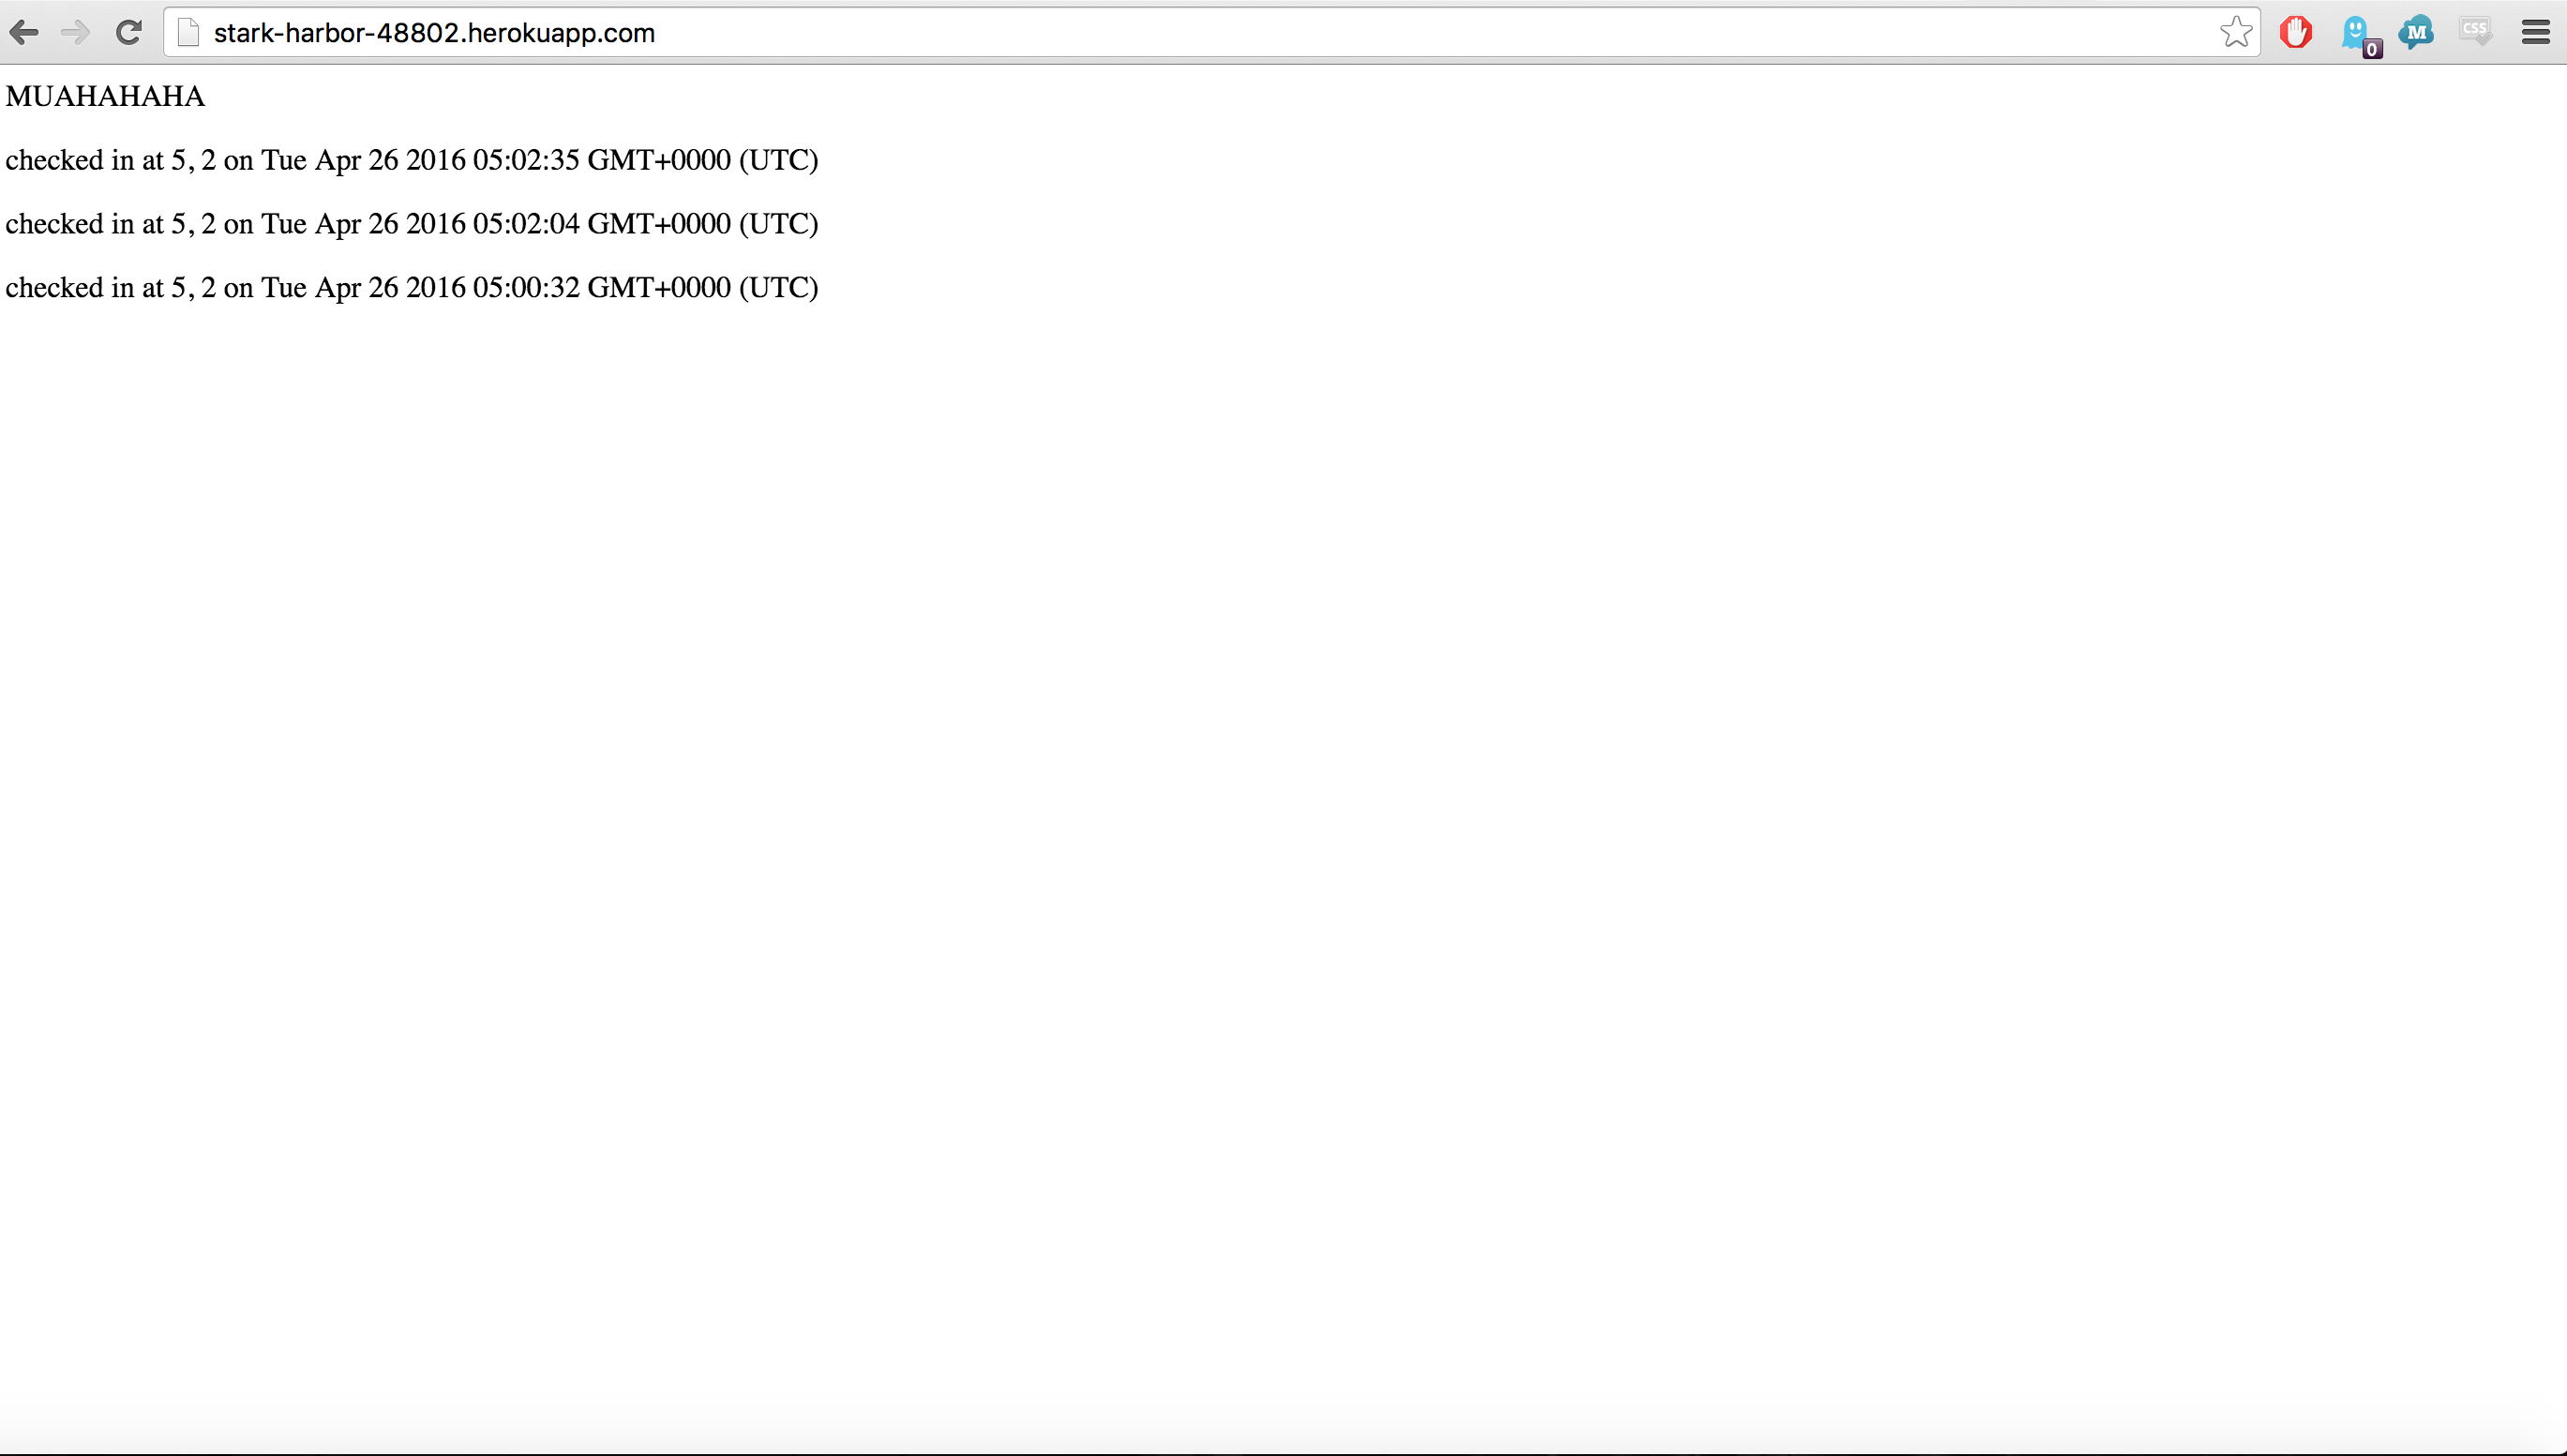 stark-harbor-48802.herokuapp.com
0
M
CSS
MUAHAHAHA
checked in at 5, 2 on Tue Apr 26 2016 05:02:35 GMT+0000 (UTC)
checked in at 5, 2 on Tue Apr 26 2016 05:02:04 GMT+0000 (UTC)
checked in at 5, 2 on Tue Apr 26 2016 05:00:32 GMT+0000 (UTC)